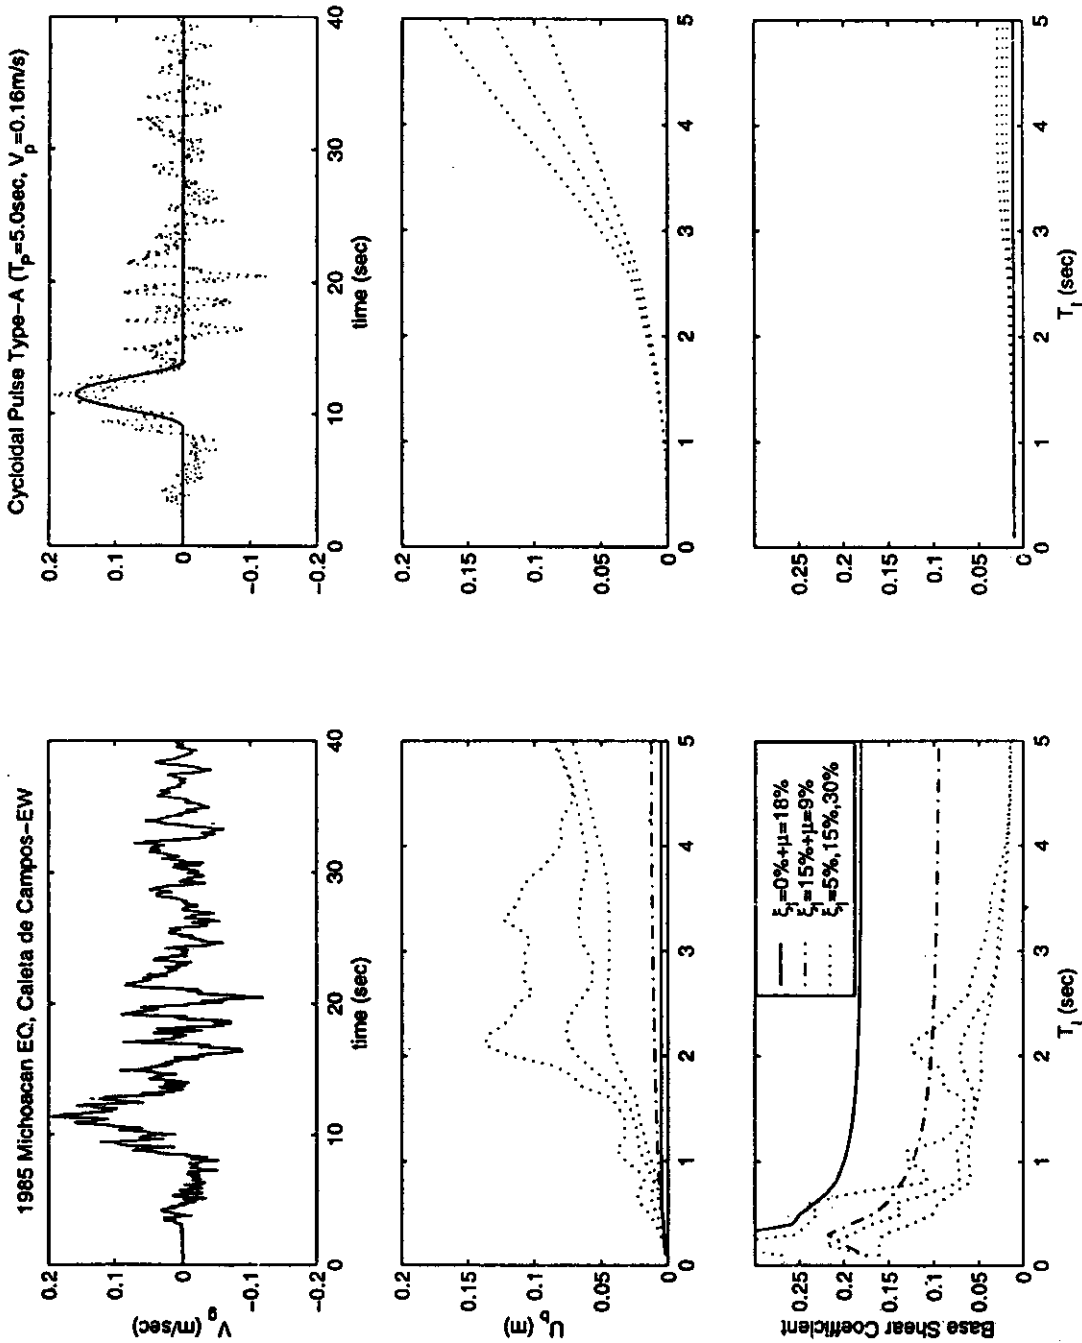 1985 Michoacan EQ, Caleta de Campos-EW
V_g (m/sec)
0.2
0.1
0
-0.1
-0.2
0 10 20 30 40
time (sec)
Cycloidal Pulse Type-A (T_P=5.0sec, V_p=0.16m/s)
0.2
0.1
0
-0.1
-0.2
0 10 20 30 40
time (sec)
U_b (m)
0.2
0.15
0.1
0.05
0
0 1 2 3 4 5
0.2
0.15
0.1
0.05
0
0 1 2 3 4 5
Base Shear Coefficient
0.25
0.2
0.15
0.1
0.05
0
0 1 2 3 4 5
T_I (sec)
ξ_I=0%+μ=18%
ξ_I=15%+μ=9%
ξ_I=5%,15%,30%
0.25
0.2
0.15
0.1
0.05
0
0 1 2 3 4 5
T_I (sec)